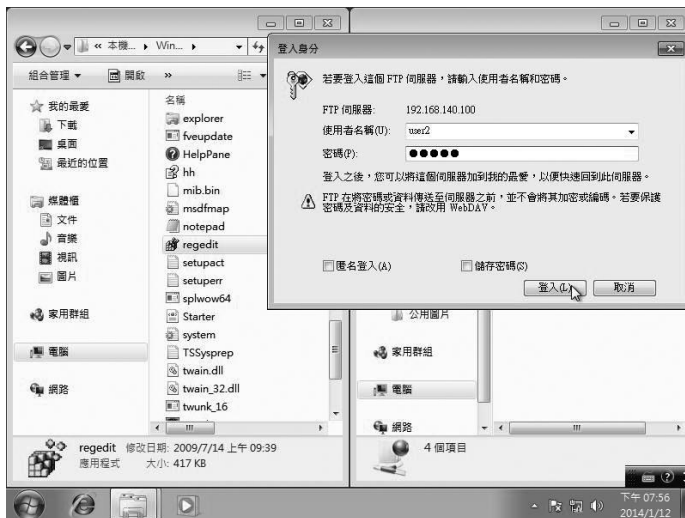 « 本機... ▸ Win... ▸
組合管理 ▾ 開啟 »
我的最愛
下載
桌面
最近的位置
媒體櫃
文件
音樂
視訊
圖片
家用群組
電腦
網路
名稱
explorer
fveupdate
HelpPane
hh
mib.bin
msdfmap
notepad
regedit
setupact
setuperr
splwow64
Starter
system
TSSysprep
twain.dll
twain_32.dll
twunk_16
regedit 修改日期: 2009/7/14 上午 09:39
應用程式 大小: 417 KB
登入身分
若要登入這個 FTP 伺服器，請輸入使用者名稱和密碼。
FTP 伺服器: 192.168.140.100
使用者名稱(U): user2
密碼(P): ●●●●●
登入之後，您可以將這個伺服器加到我的最愛，以便快速回到此伺服器。
FTP 在將密碼或資料傳送至伺服器之前，並不會將其加密或編碼。若要保護
密碼及資料的安全，請改用 WebDAV。
匿名登入(A) 儲存密碼(S)
登入(L) 取消
公用圖片
家用群組
電腦
網路
4 個項目
下午 07:56
2014/1/12